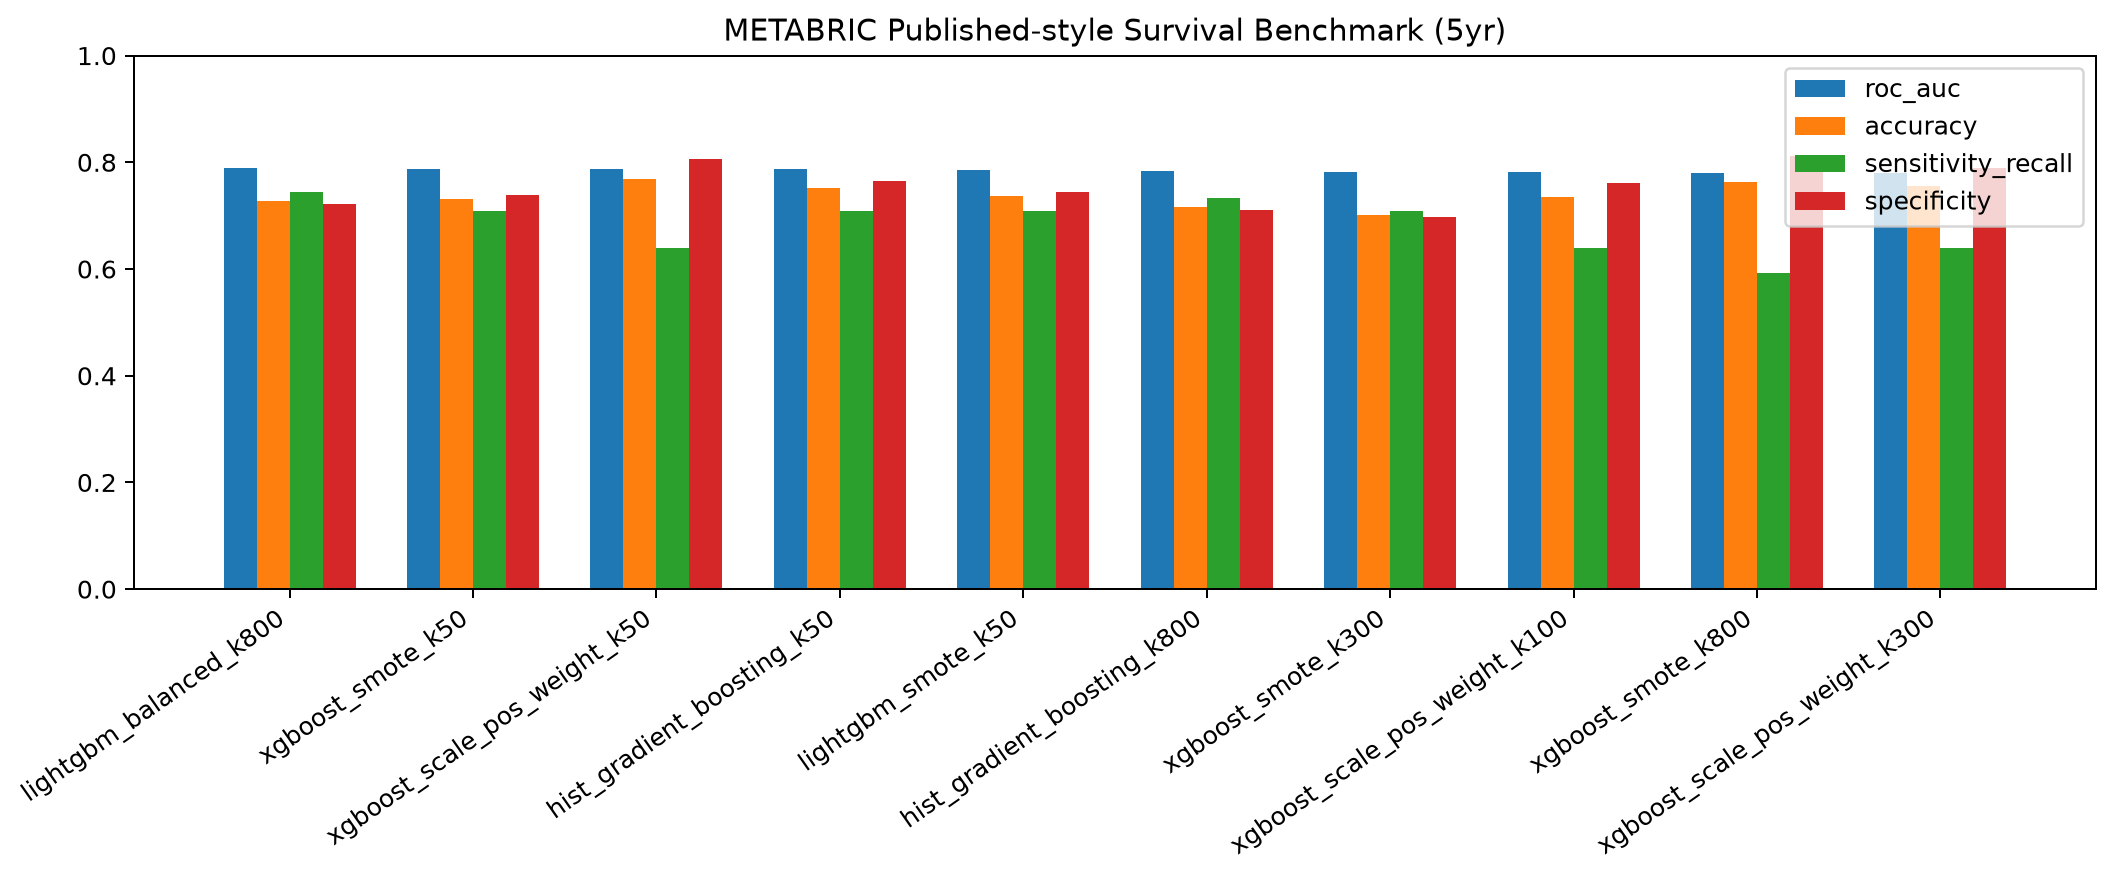 METABRIC Published-style Survival Benchmark (5yr)
1.0
0.8
0.6
0.4
0.2
0.0
roc_auc
accuracy
sensitivity_recall
specificity
lightgbm_balanced_k800
xgboost_smote_k50
xgboost_scale_pos_weight_k50
hist_gradient_boosting_k50
lightgbm_smote_k50
hist_gradient_boosting_k800
xgboost_smote_k300
xgboost_scale_pos_weight_k100
xgboost_smote_k800
xgboost_scale_pos_weight_k300